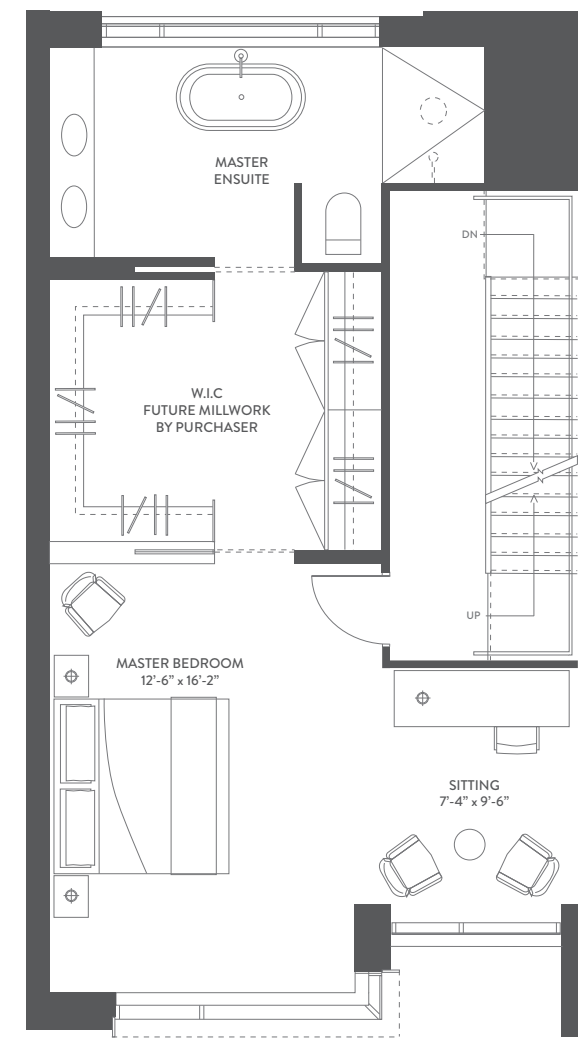 MASTER
ENSUITE
DN
W.I.C
FUTURE MILLWORK
BY PURCHASER
UP
MASTER BEDROOM
12'-6” x 16'-2”
SITTING
7'-4” x 9'-6”